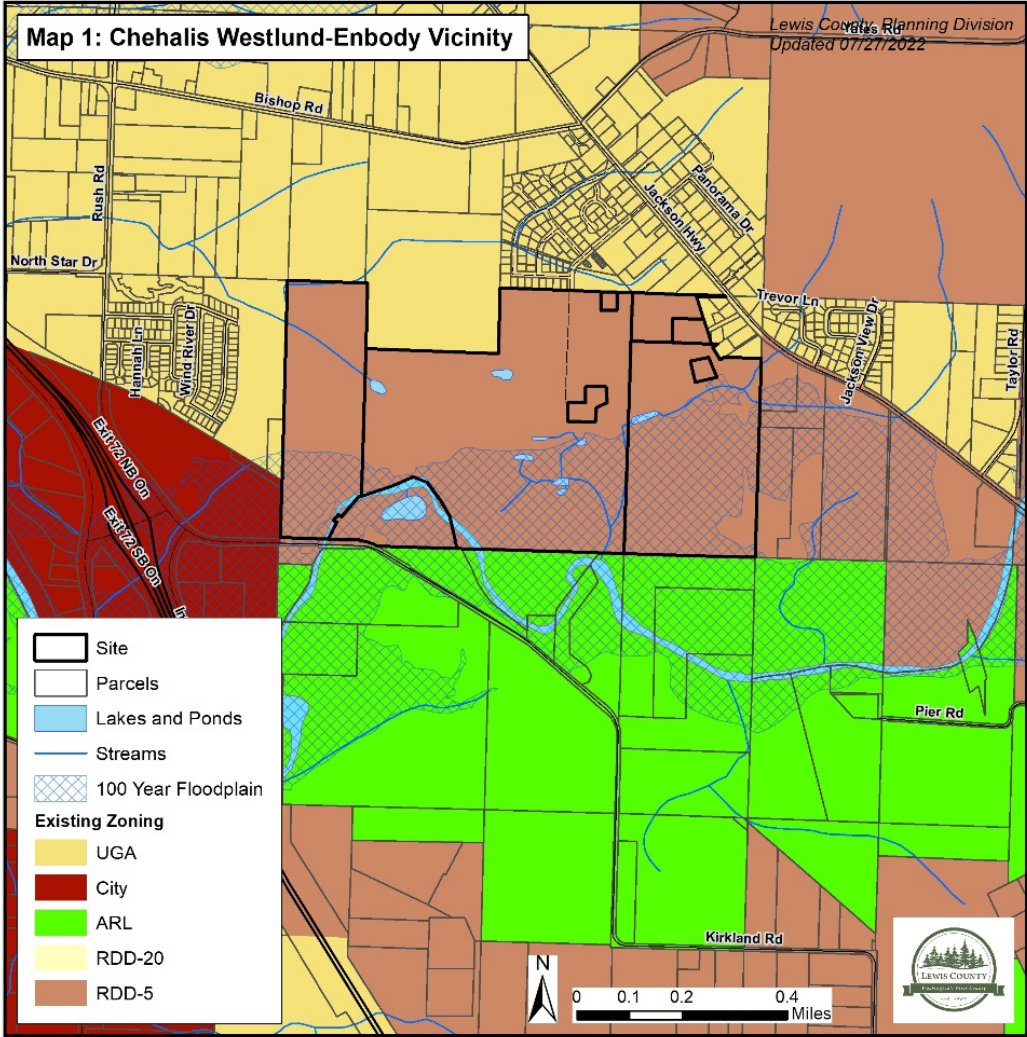 Map 1: Chehalis Westlund-Enbody Vicinity
Lewis County, Planning Division
Updated 07/27/2022
Yates Rd
Bishop Rd
Rush Rd
Panorama Dr
Jackson Hwy
North Star Dr
Trevor Ln
Hannah Ln
Wind River Dr
Jackson View Dr
Taylor Rd
Exit 72 NB On
Exit 72 SB On
Site
Parcels
Lakes and Ponds
Streams
100 Year Floodplain
Existing Zoning
UGA
City
ARL
RDD-20
RDD-5
Pier Rd
Kirkland Rd
N
0 0.1 0.2 0.4
Miles
LEWIS COUNTY